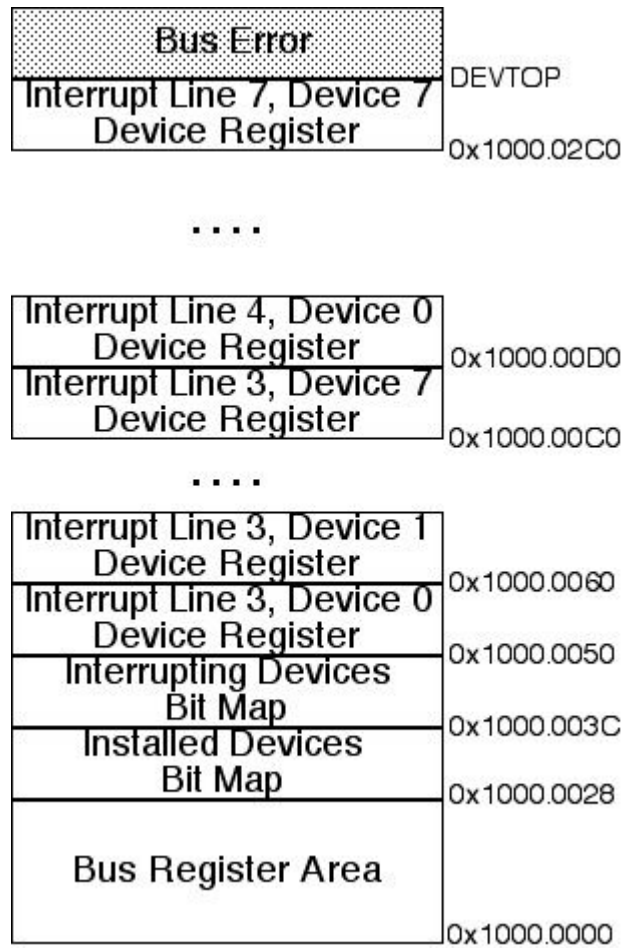 Bus Error
DEVTOP
Interrupt Line 7, Device 7
Device Register
0x1000.02C0
....
Interrupt Line 4, Device 0
Device Register
0x1000.00D0
Interrupt Line 3, Device 7
Device Register
0x1000.00C0
....
Interrupt Line 3, Device 1
Device Register
0x1000.0060
Interrupt Line 3, Device 0
Device Register
0x1000.0050
Interrupting Devices
Bit Map
0x1000.003C
Installed Devices
Bit Map
0x1000.0028
Bus Register Area
0x1000.0000